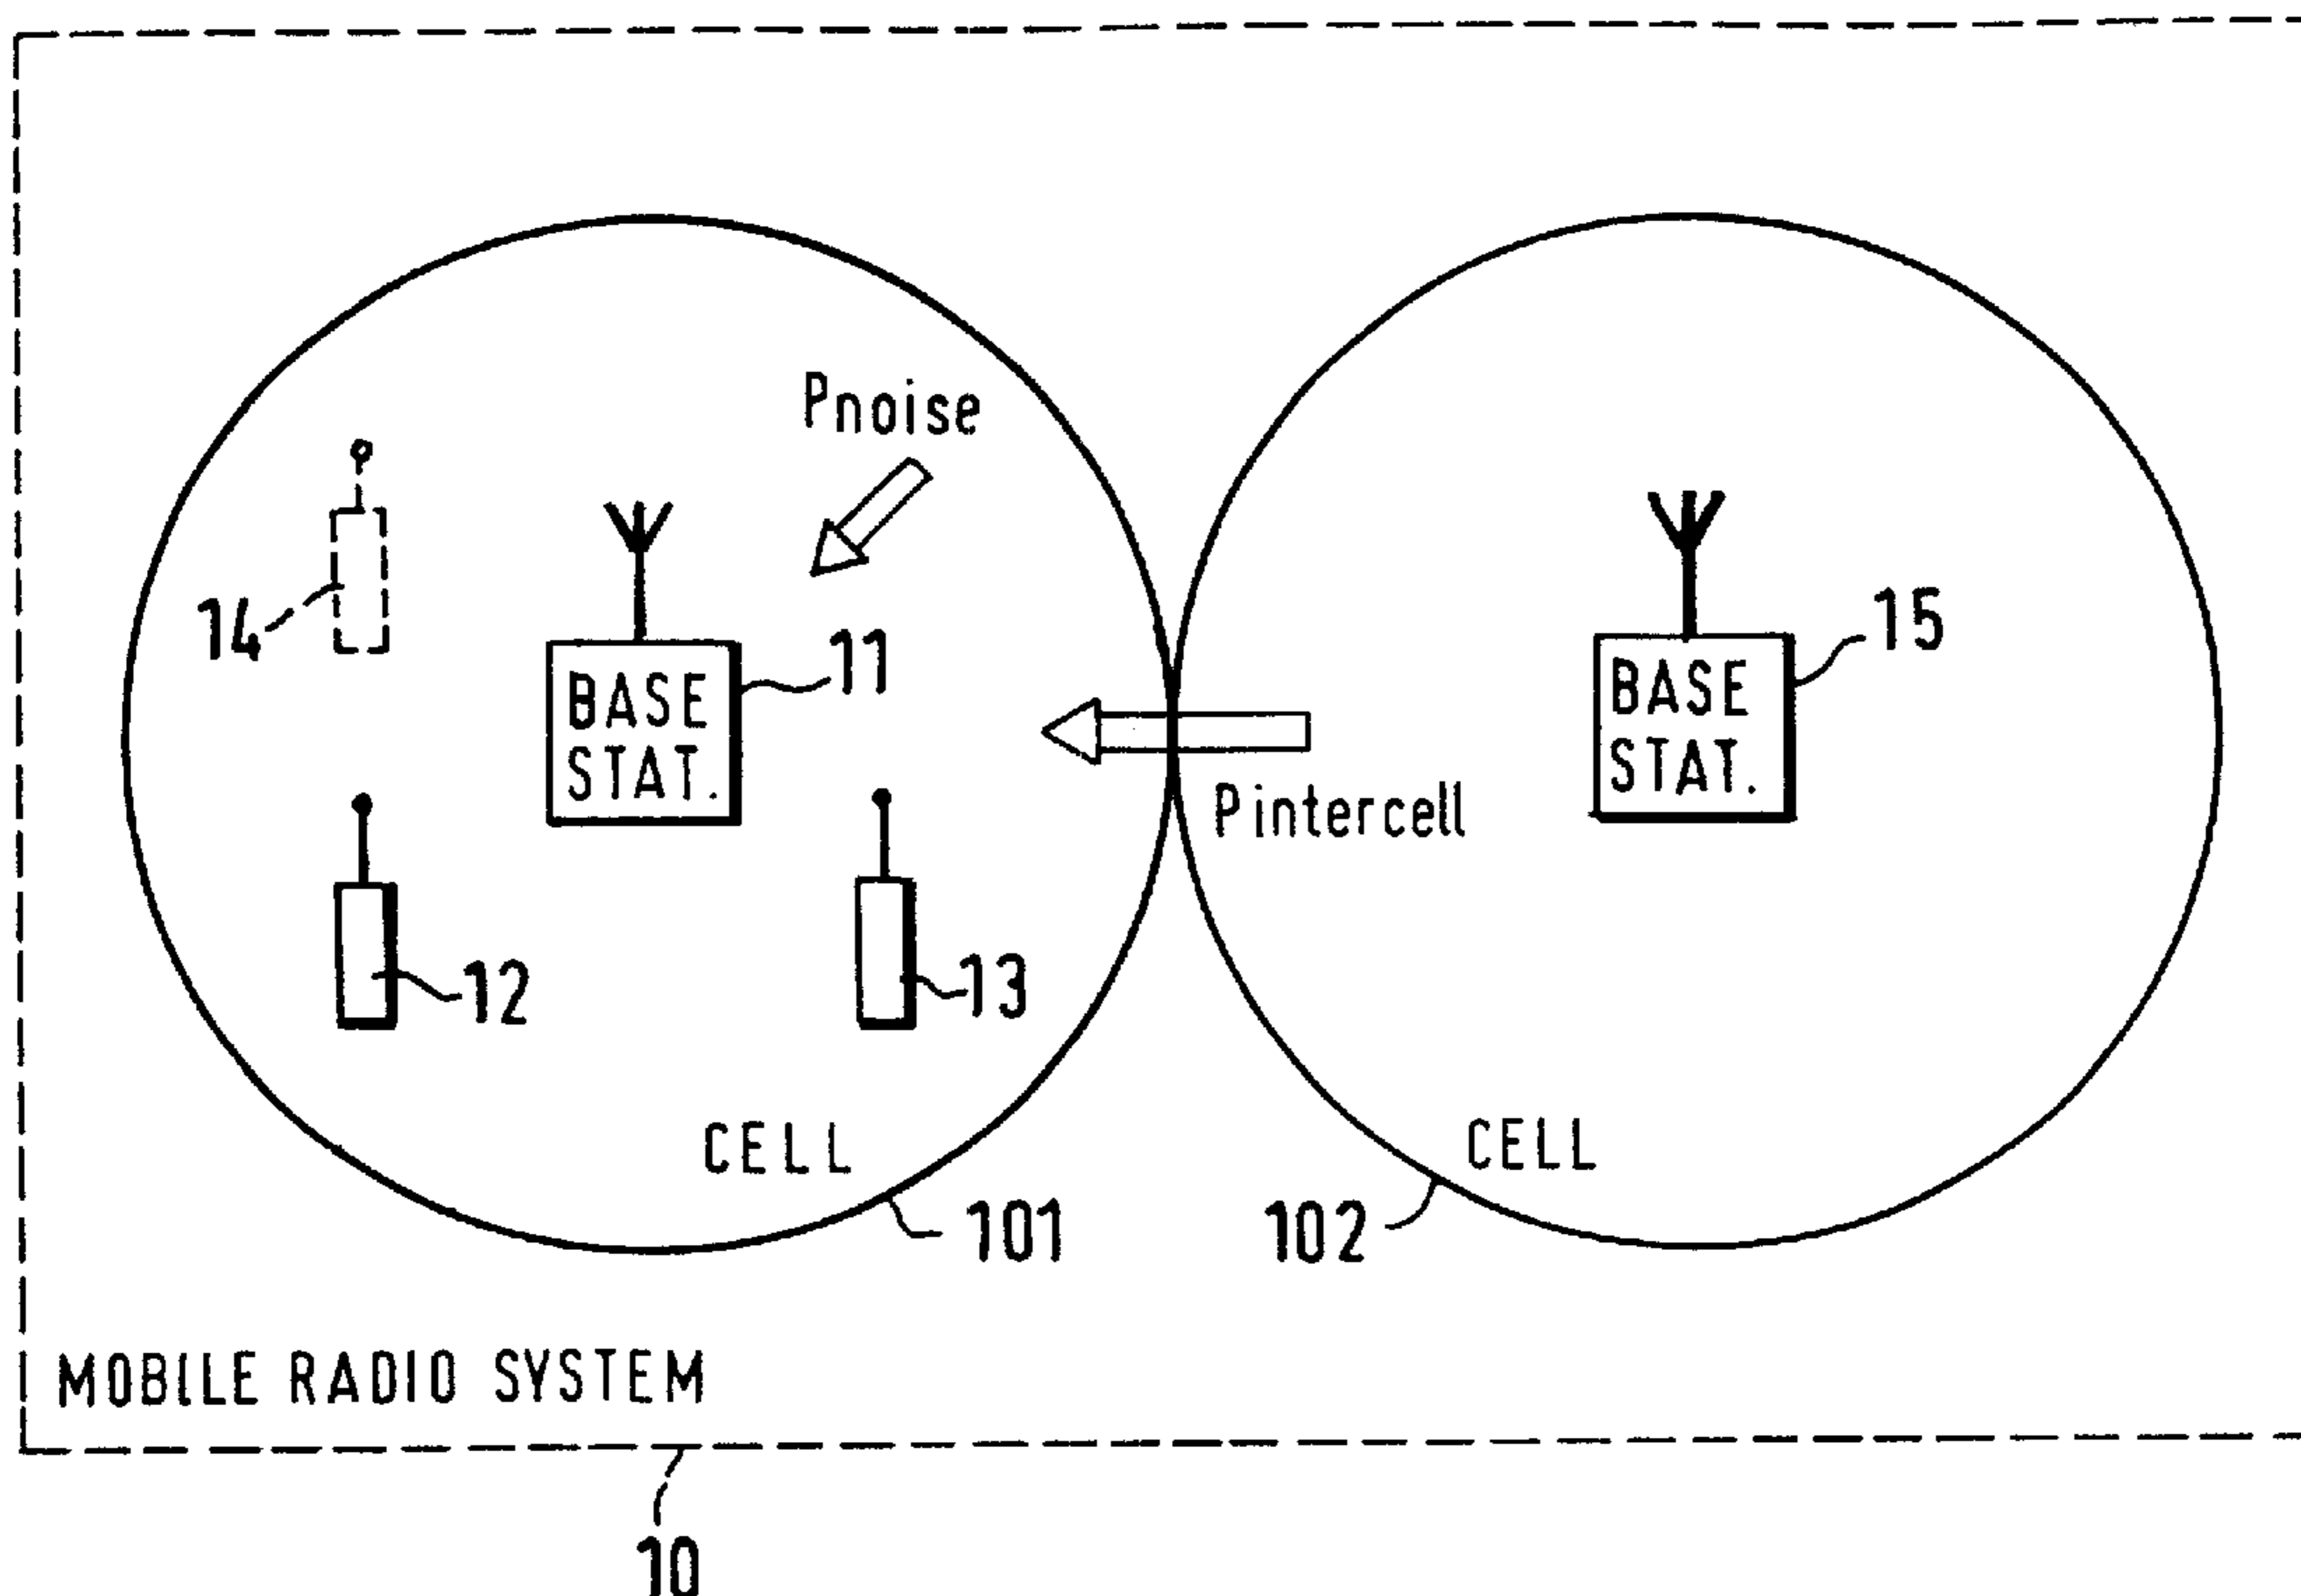 Pnoise
14
11
BASE
STAT.
15
BASE
STAT.
Pintercell
12
13
CELL
CELL
101
102
MOBILE RADIO SYSTEM
10